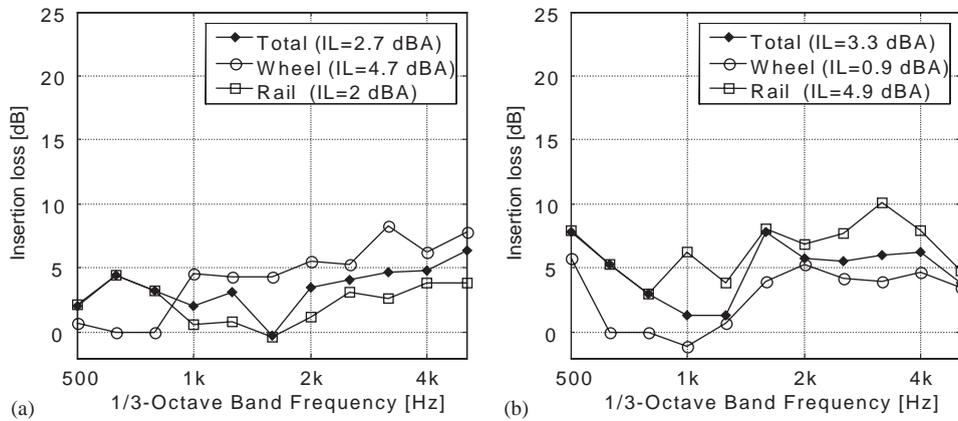 25
20
15
10
5
0
Insertion loss [dB]
Total (IL=2.7 dBA)
Wheel (IL=4.7 dBA)
Rail (IL=2 dBA)
500
1k
2k
4k
1/3-Octave Band Frequency [Hz]
(a)
25
20
15
10
5
0
Insertion loss [dB]
Total (IL=3.3 dBA)
Wheel (IL=0.9 dBA)
Rail (IL=4.9 dBA)
500
1k
2k
4k
1/3-Octave Band Frequency [Hz]
(b)